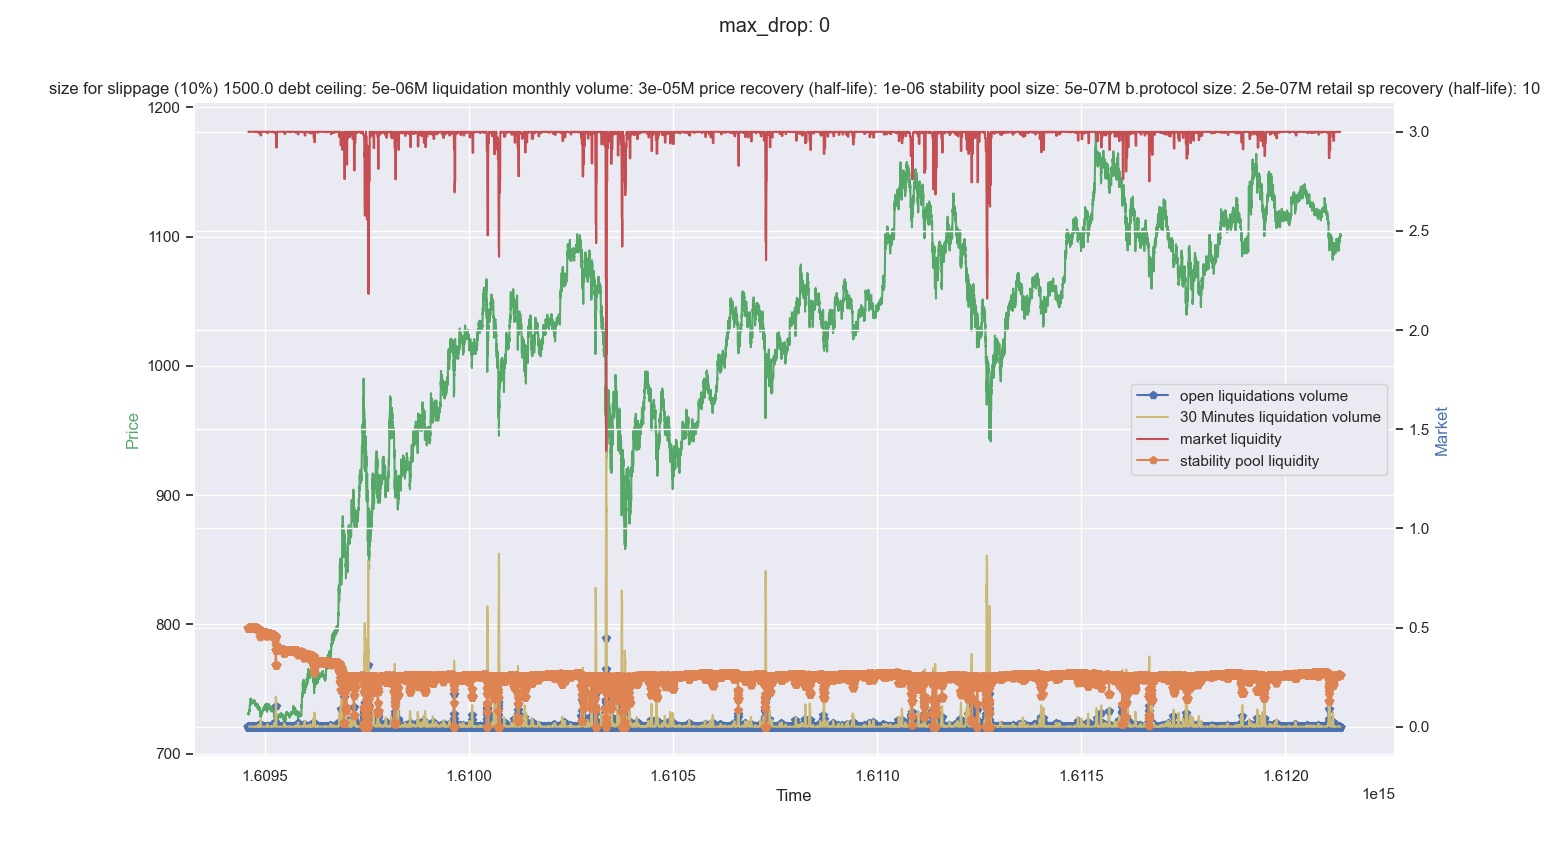 max_drop: 0
size for slippage (10%) 1500.0 debt ceiling: 5e-06M liquidation monthly volume: 3e-05M price recovery (half-life): 1e-06 stability pool size: 5e-07M b.protocol size: 2.5e-07M retail sp recovery (half-life): 10
1200
1100
1000
900
800
700
Price
3.0
2.5
2.0
1.5
1.0
0.5
0.0
Market
open liquidations volume
30 Minutes liquidation volume
market liquidity
stability pool liquidity
1.6095 1.6100 1.6105 1.6110 1.6115 1.6120
Time
1e15